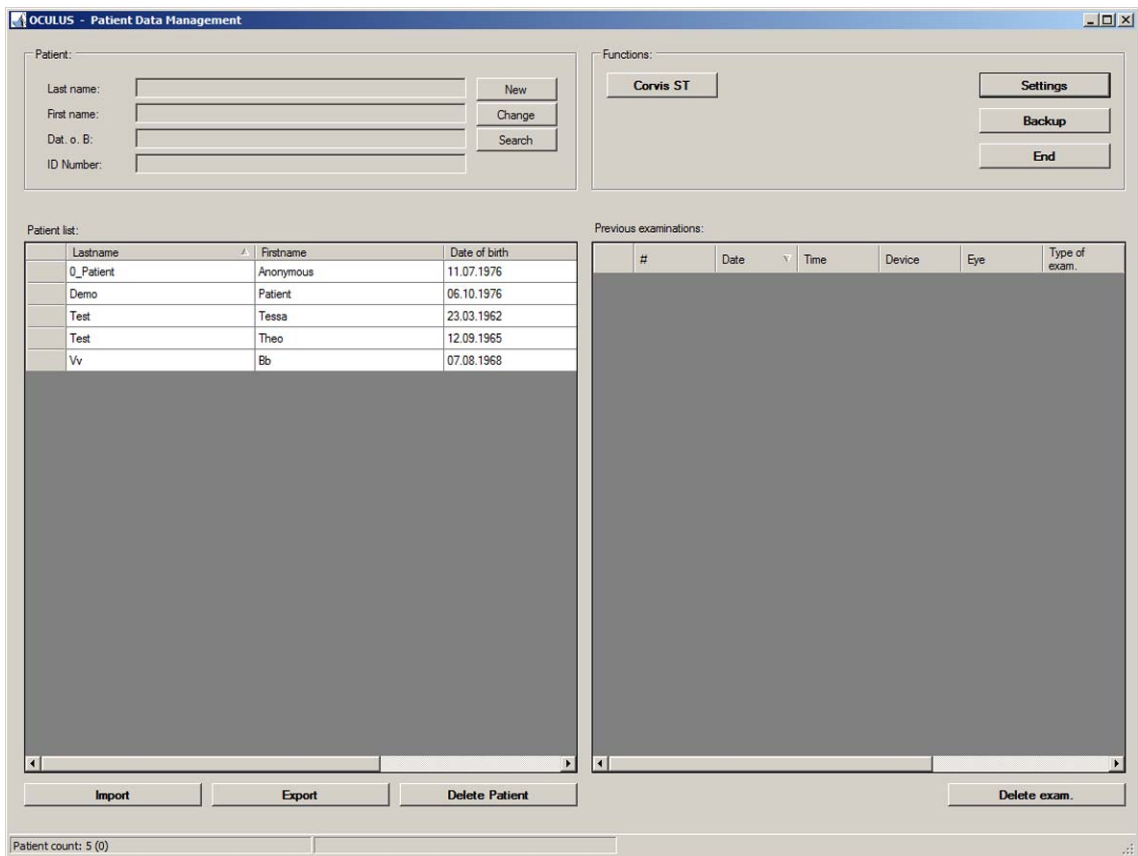 OCULUS - Patient Data Management
Patient:
Last name:
New
First name:
Change
Dat. o. B:
Search
ID Number:
Functions:
Corvis ST
Settings
Backup
End
Patient list:
Lastname Firstname Date of birth
0_Patient Anonymous 11.07.1976
Demo Patient 06.10.1976
Test Tessa 23.03.1962
Test Theo 12.09.1965
Vv Bb 07.08.1968
Import Export Delete Patient
Previous examinations:
# Date Time Device Eye Type of
exam.
Delete exam.
Patient count: 5 (0)